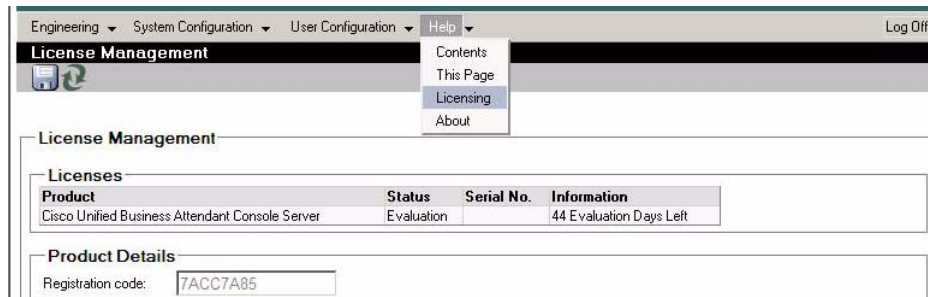 Engineering System Configuration User Configuration Help Log Off
License Management
Contents
This Page
Licensing
About
License Management
Licenses
Product Status Serial No. Information
Cisco Unified Business Attendant Console Server Evaluation 44 Evaluation Days Left
Product Details
Registration code: 7ACC7A85